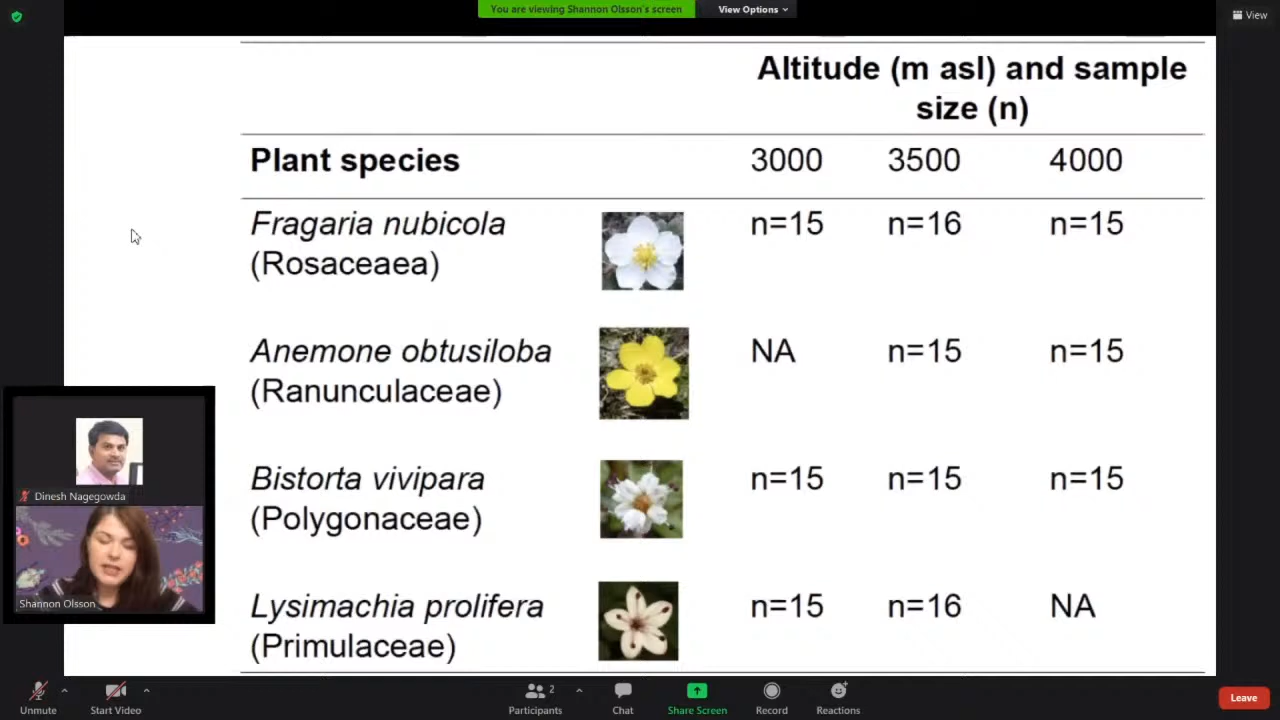 You are viewing Shannon Olsson's screen
View Options
View
Altitude (m asl) and sample
size (n)
Plant species 3000 3500 4000
Fragaria nubicola n=15 n=16 n=15
(Rosaceaea)
Anemone obtusiloba NA n=15 n=15
(Ranunculaceae)
Bistorta vivipara n=15 n=15 n=15
(Polygonaceae)
Lysimachia prolifera n=15 n=16 NA
(Primulaceae)
Dinesh Nagegowda
Shannon Olsson
Unmute
Start Video
Participants 2
Chat
Share Screen
Record
Reactions
Leave